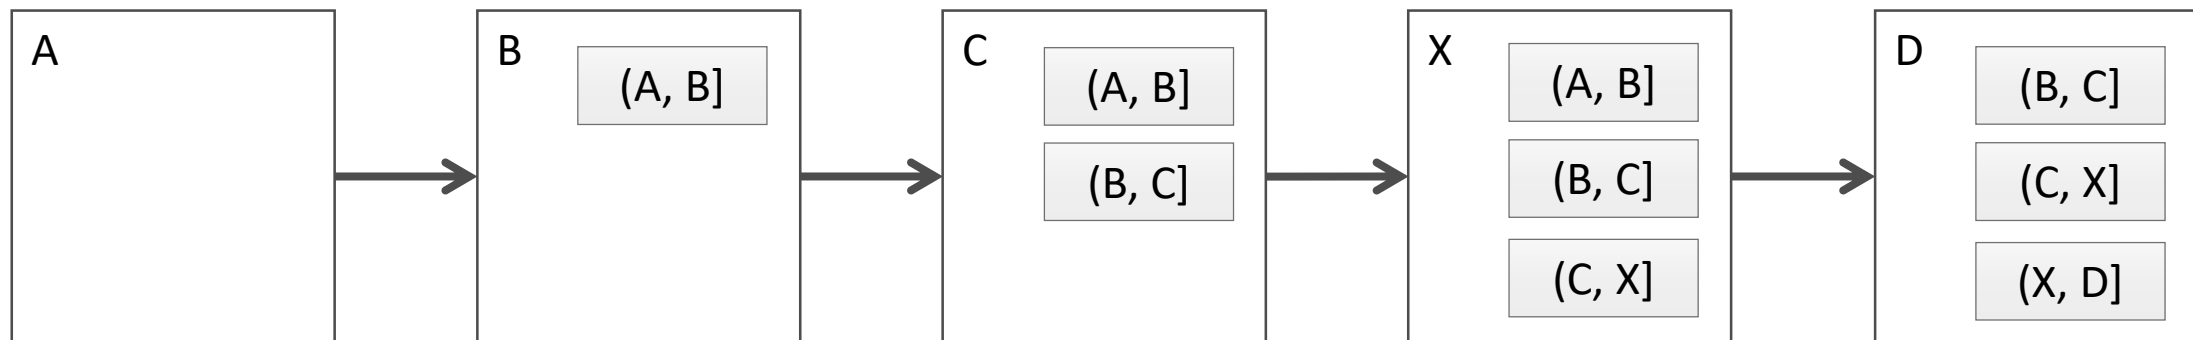 A
B
(A, B]
C
(A, B]
(B, C]
X
(A, B]
(B, C]
(C, X]
D
(B, C]
(C, X]
(X, D]